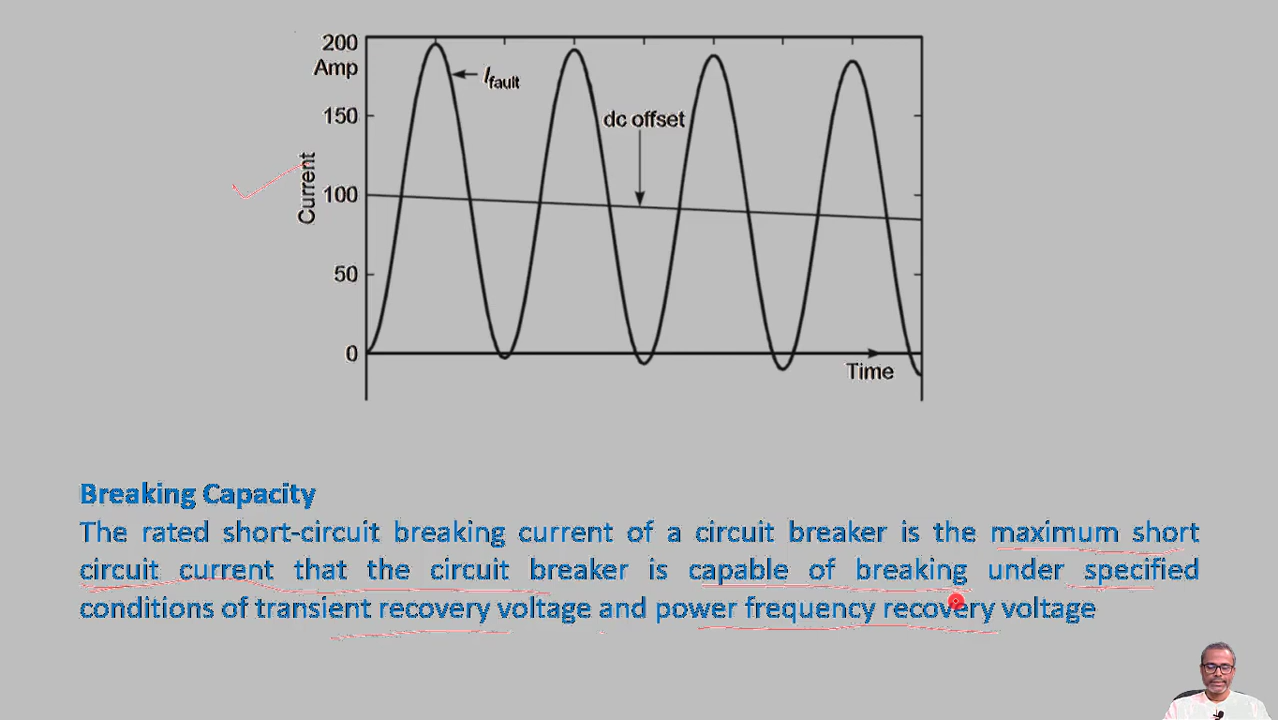 200
Amp
I fault
150
dc offset
Current
100
50
0
Time
Breaking Capacity
The rated short-circuit breaking current of a circuit breaker is the maximum short
circuit current that the circuit breaker is capable of breaking under specified
conditions of transient recovery voltage and power frequency recovery voltage